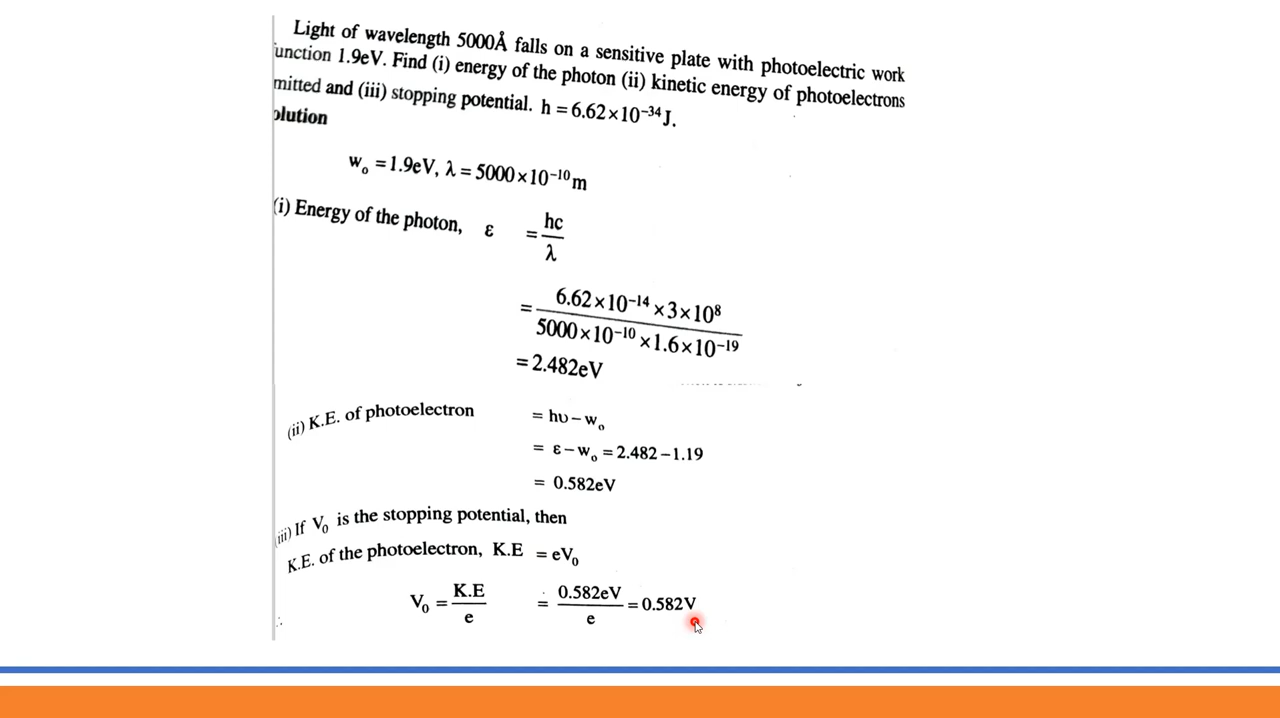 Light of wavelength 5000Å falls on a sensitive plate with photoelectric work
unction 1.9eV. Find (i) energy of the photon (ii) kinetic energy of photoelectrons
mitted and (iii) stopping potential. h = 6.62×10⁻³⁴J.
olution
wₒ = 1.9eV, λ = 5000×10⁻¹⁰m
(i) Energy of the photon, ε = hc/λ
= 6.62×10⁻¹⁴×3×10⁸ / 5000×10⁻¹⁰×1.6×10⁻¹⁹
= 2.482eV
(ii) K.E. of photoelectron = hυ – wₒ
= ε – wₒ = 2.482 – 1.19
= 0.582eV
(iii) If V₀ is the stopping potential, then
K.E. of the photoelectron, K.E = eV₀
∴ V₀ = K.E/e = 0.582eV/e = 0.582V